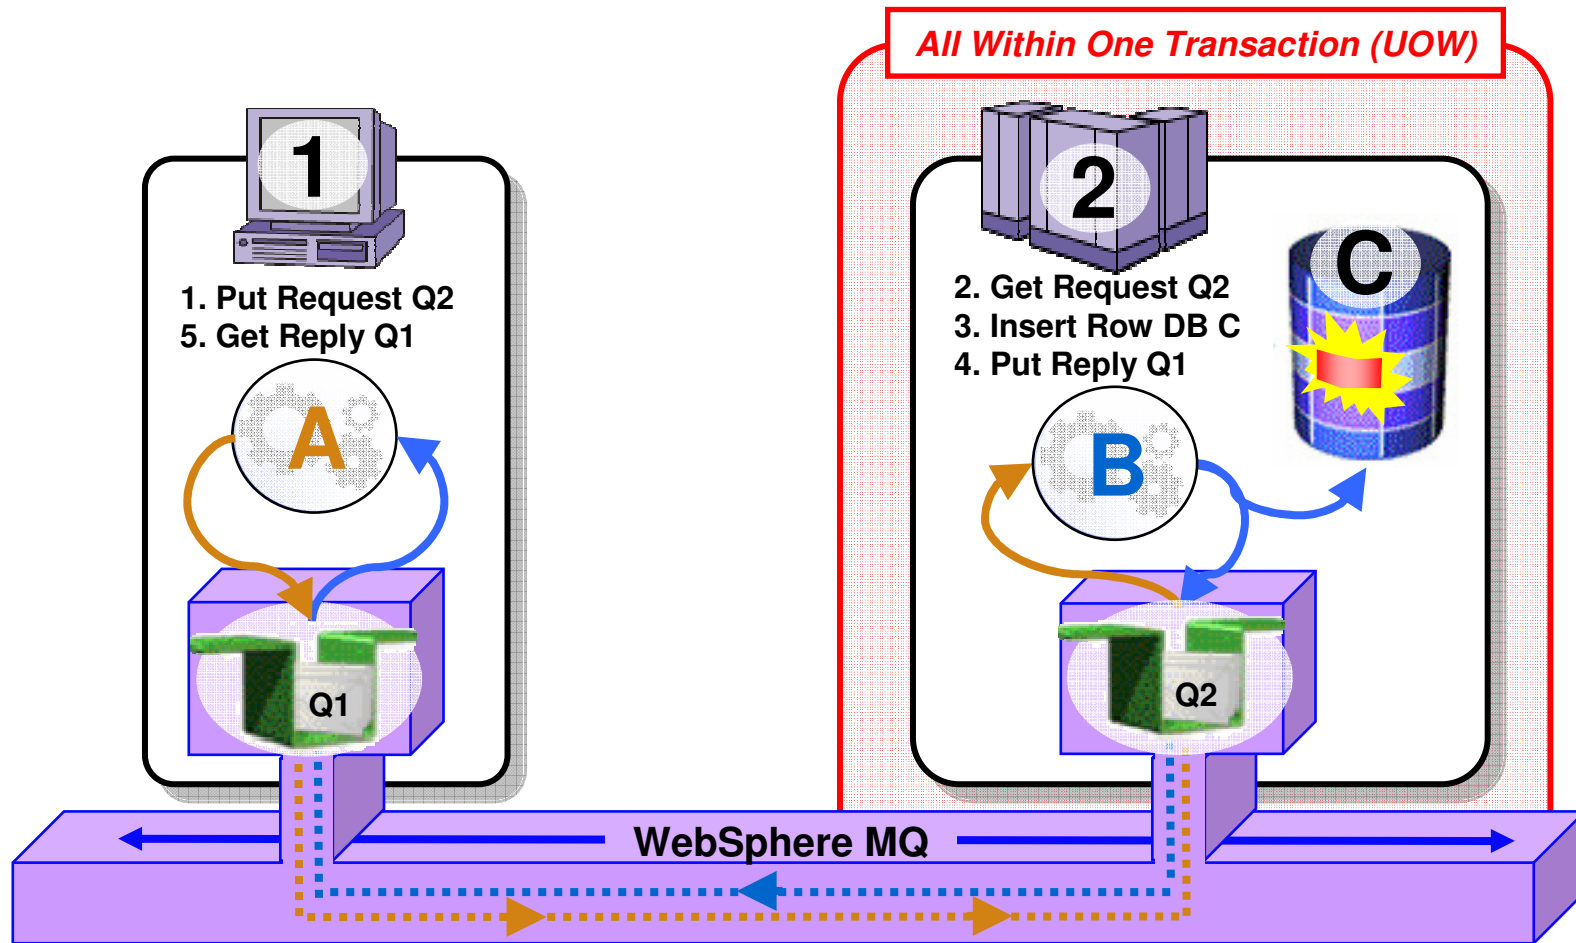 All Within One Transaction (UOW)
1
1. Put Request Q2
5. Get Reply Q1
A
Q1
2
C
2. Get Request Q2
3. Insert Row DB C
4. Put Reply Q1
B
Q2
WebSphere MQ